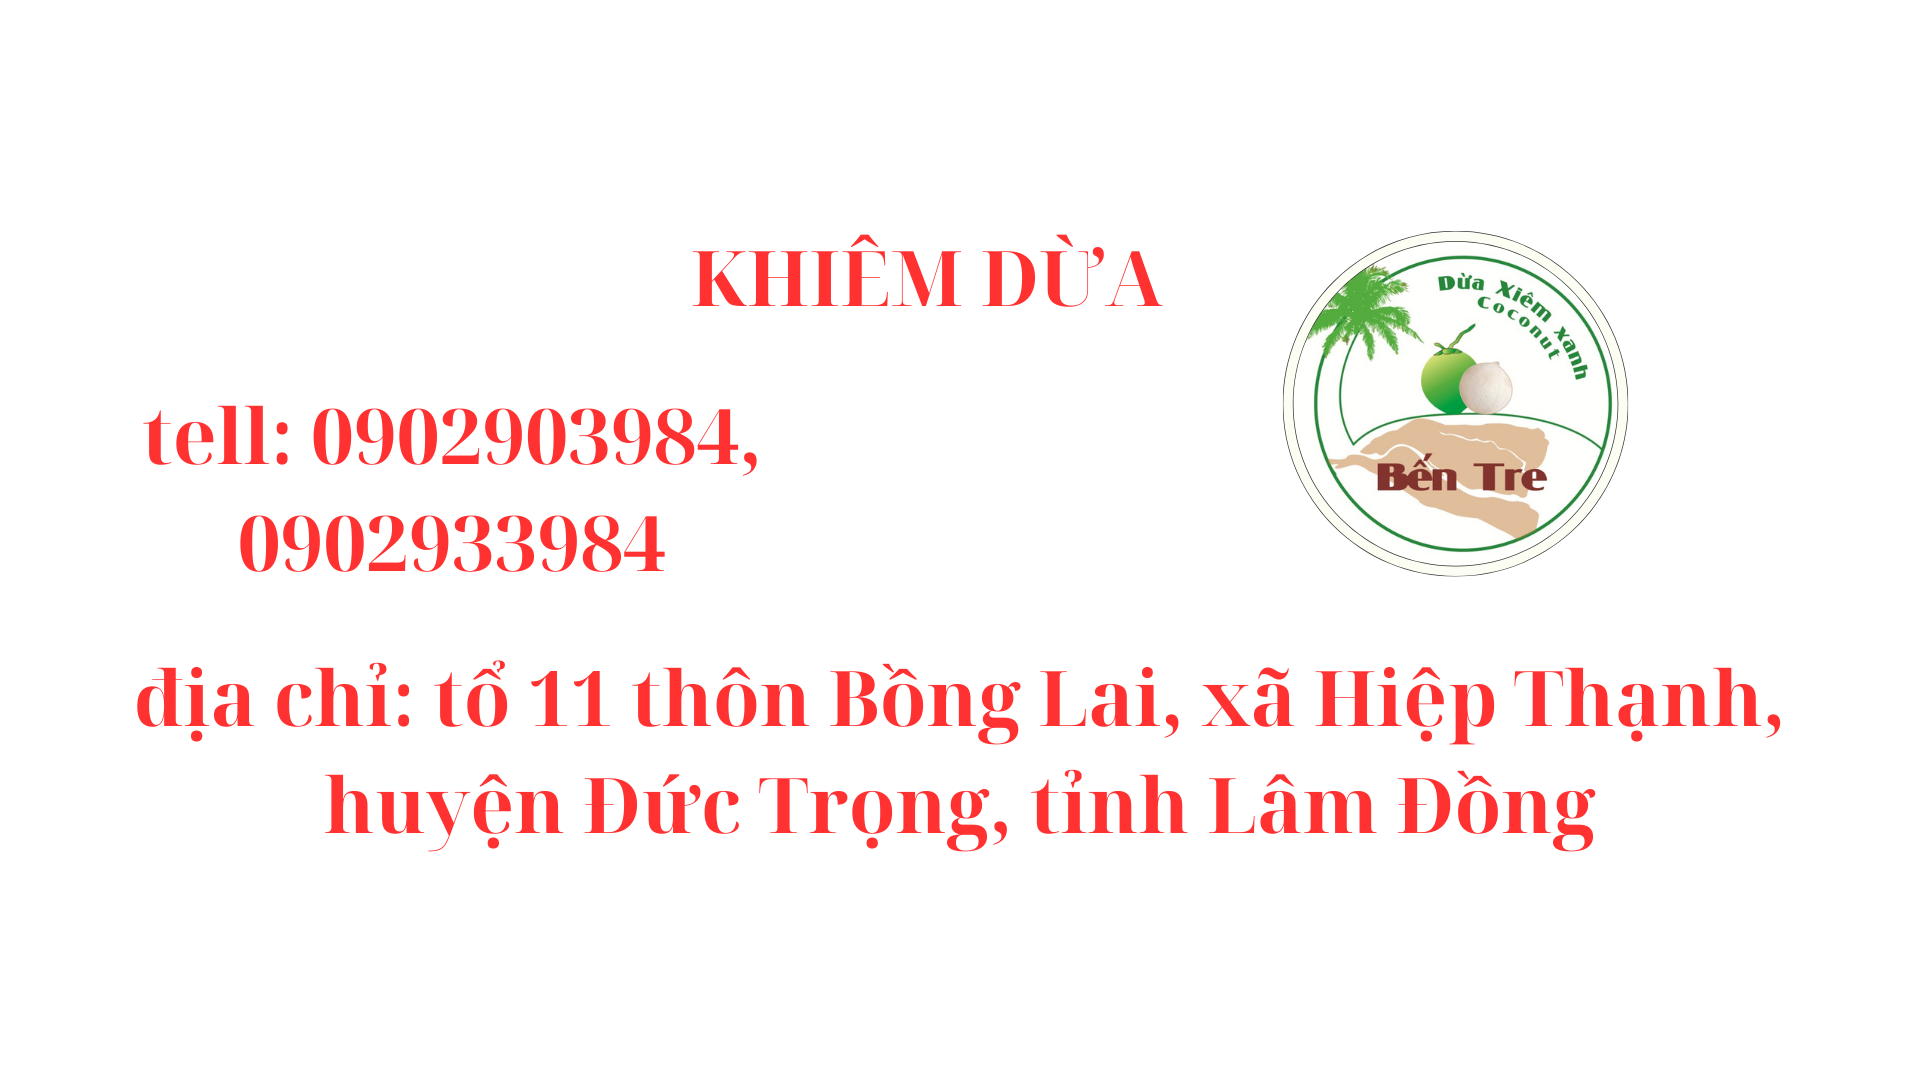 KHIÊM DỪA
Dừa Xiêm Xanh
Coconut
Bến Tre
tell: 0902903984,
0902933984
địa chỉ: tổ 11 thôn Bồng Lai, xã Hiệp Thạnh,
huyện Đức Trọng, tỉnh Lâm Đồng